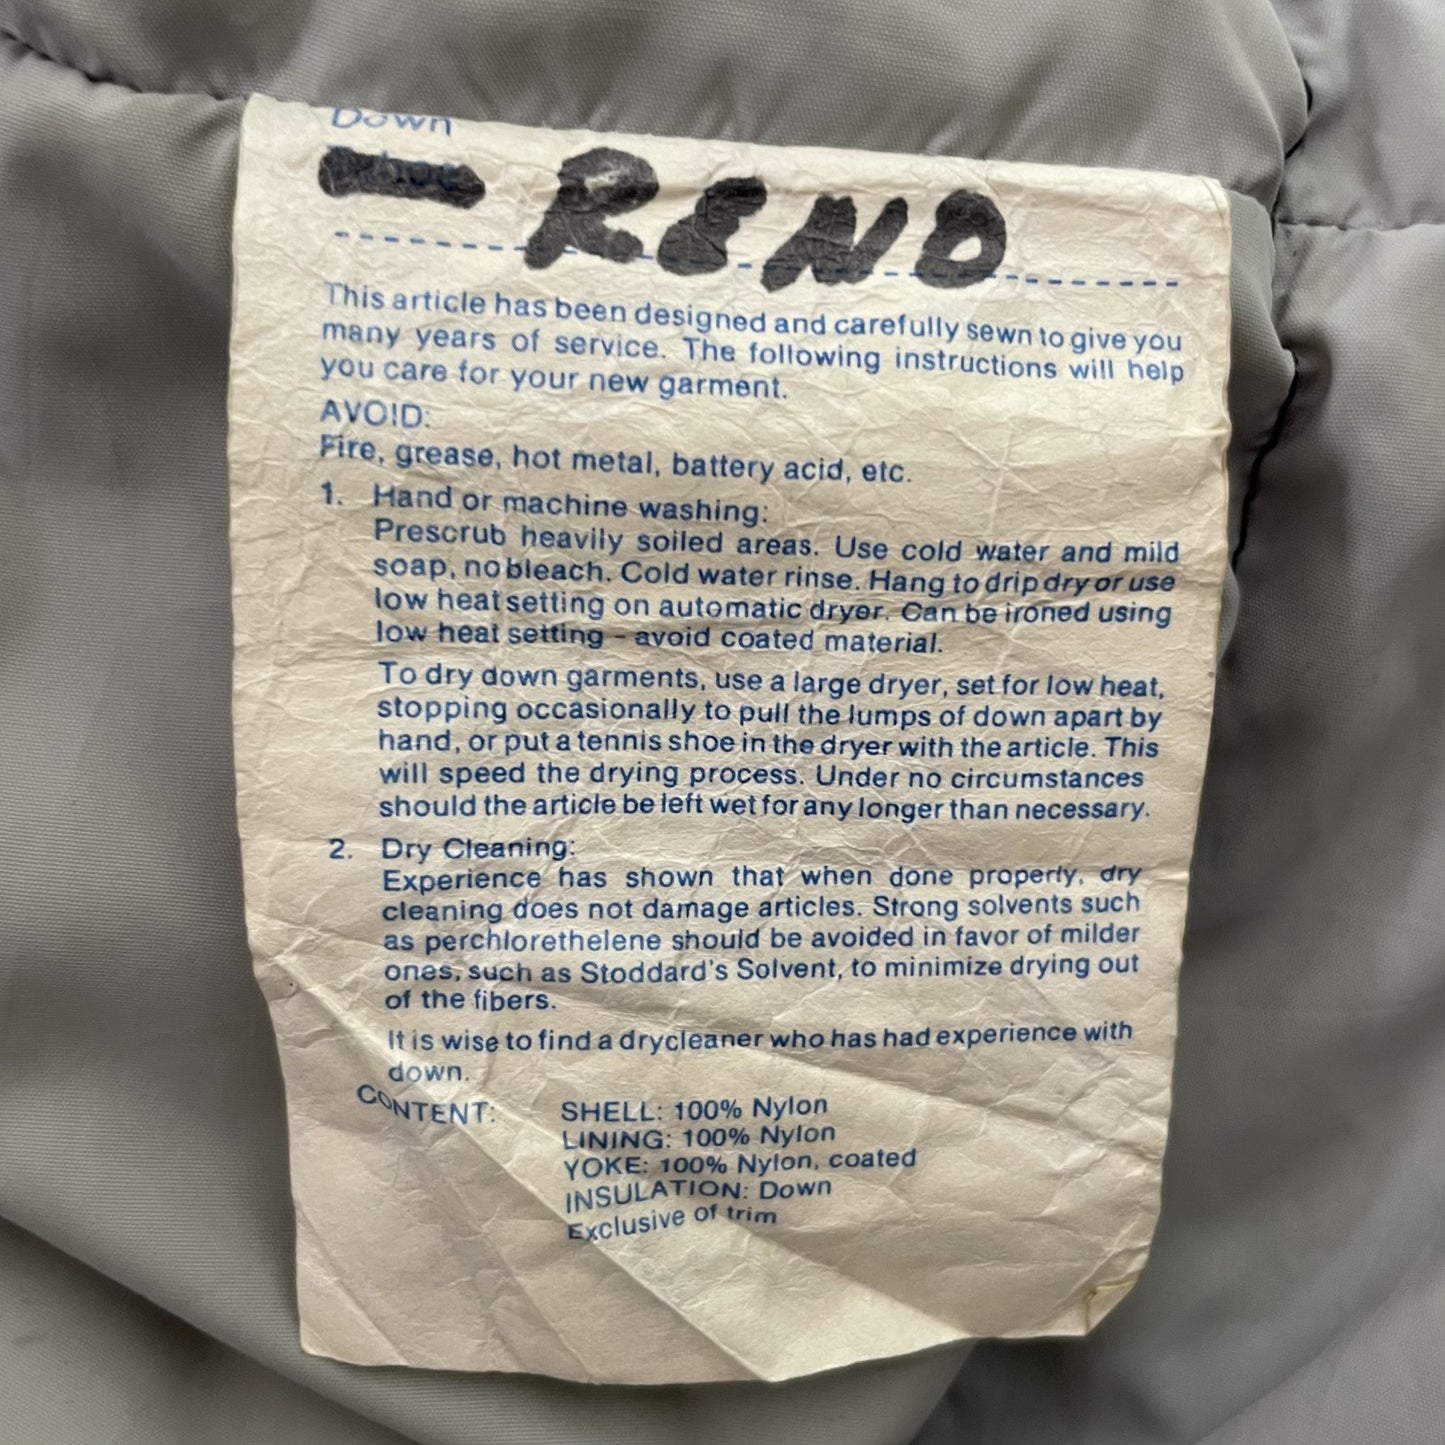 Down
RENO
This article has been designed and carefully sewn to give you
many years of service. The following instructions will help
you care for your new garment.
AVOID:
Fire, grease, hot metal, battery acid, etc.
1. Hand or machine washing:
Prescrub heavily soiled areas. Use cold water and mild
soap, no bleach. Cold water rinse. Hang to drip dry or use
low heat setting on automatic dryer. Can be ironed using
low heat setting - avoid coated material.
To dry down garments, use a large dryer, set for low heat,
stopping occasionally to pull the lumps of down apart by
hand, or put a tennis shoe in the dryer with the article. This
will speed the drying process. Under no circumstances
should the article be left wet for any longer than necessary.
2. Dry Cleaning:
Experience has shown that when done properly, dry
cleaning does not damage articles. Strong solvents such
as perchlorethelene should be avoided in favor of milder
ones, such as Stoddard's Solvent, to minimize drying out
of the fibers.
It is wise to find a drycleaner who has had experience with
down.
CONTENT: SHELL: 100% Nylon
LINING: 100% Nylon
YOKE: 100% Nylon, coated
INSULATION: Down
Exclusive of trim